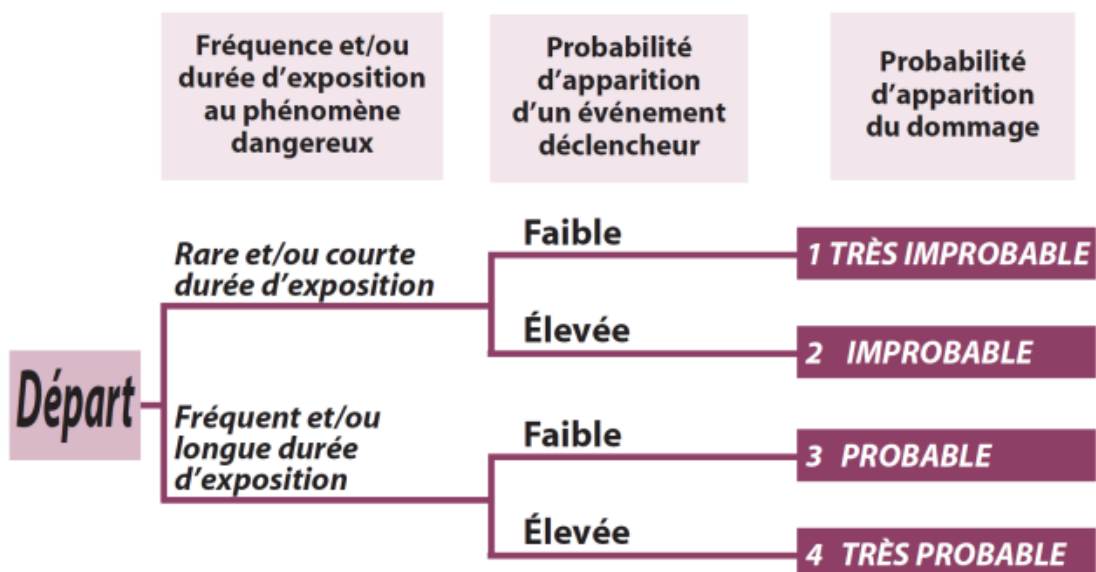 Fréquence et/ou
durée d'exposition
au phénomène
dangereux
Probabilité
d'apparition
d'un événement
déclencheur
Probabilité
d'apparition
du dommage
Départ
Rare et/ou courte
durée d'exposition
Faible
1 TRÈS IMPROBABLE
Élevée
2 IMPROBABLE
Fréquent et/ou
longue durée
d'exposition
Faible
3 PROBABLE
Élevée
4 TRÈS PROBABLE